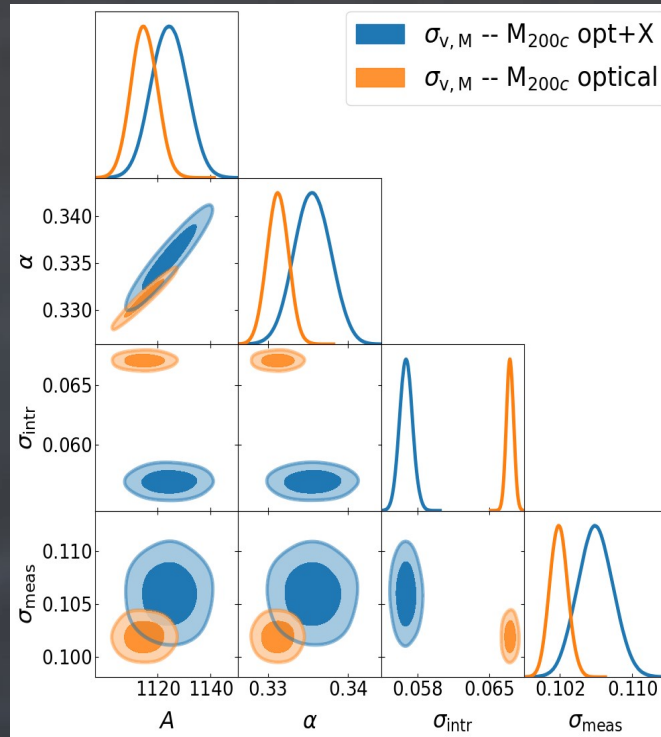 σv,M -- M200c opt+X
σv,M -- M200c optical
α
0.340
0.335
0.330
σintr
0.065
0.060
σmeas
0.110
0.105
0.100
1120 1140
0.33 0.34
0.058 0.065
0.102 0.110
A
α
σintr
σmeas